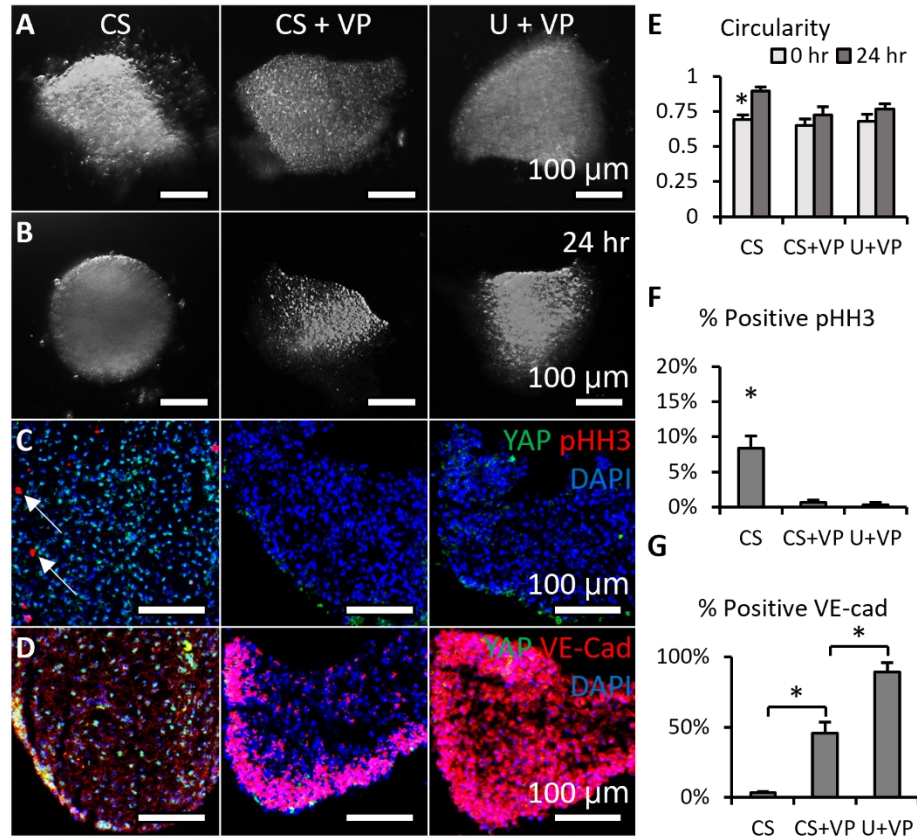 A CS CS + VP U + VP
100 µm
B 24 hr
100 µm
C YAP pHH3
DAPI
100 µm
D YAP VE-Cad
DAPI
100 µm
E Circularity
0 hr 24 hr
1
0.75
0.5
0.25
0
*
CS CS+VP U+VP
F
% Positive pHH3
20%
15%
10%
5%
0%
*
CS CS+VP U+VP
G
% Positive VE-cad
100%
50%
0%
* *
CS CS+VP U+VP